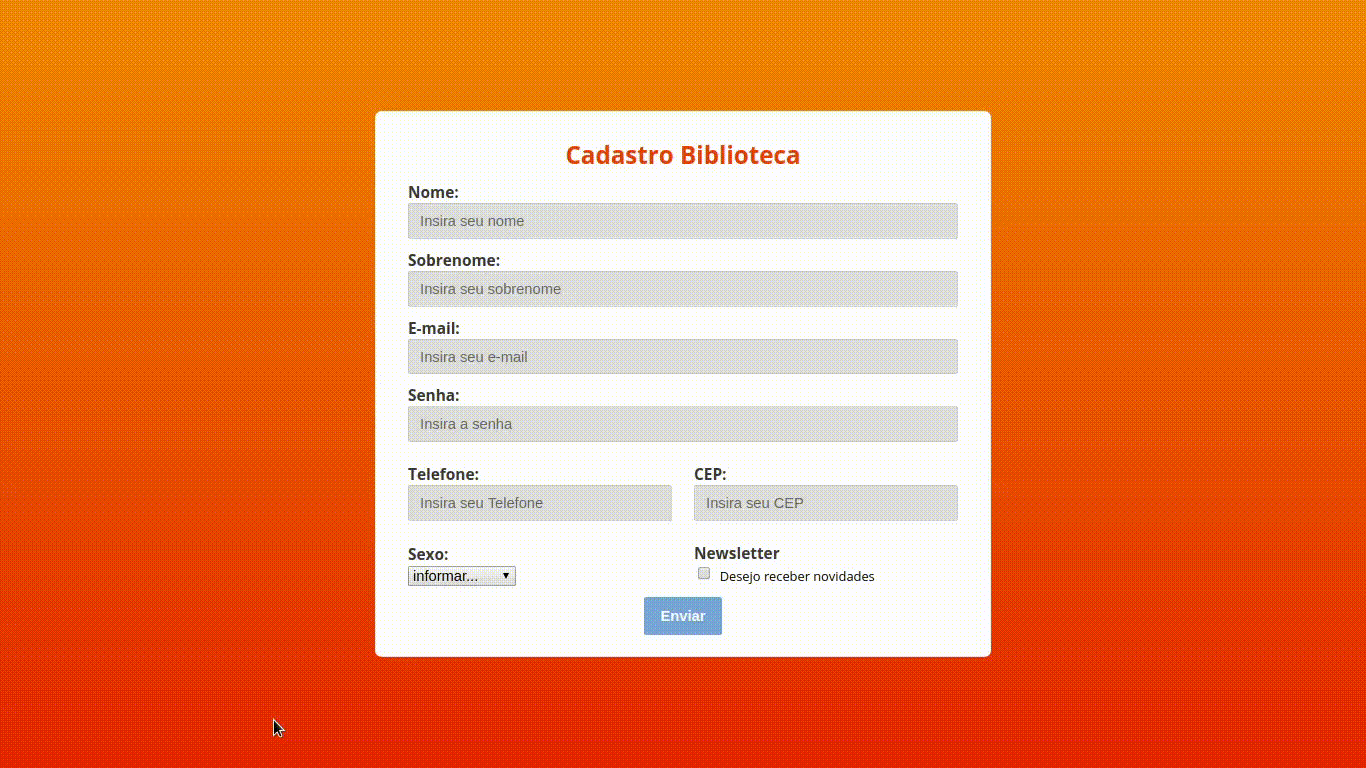 Cadastro Biblioteca
Nome:
Insira seu nome
Sobrenome:
Insira seu sobrenome
E-mail:
Insira seu e-mail
Senha:
Insira a senha
Telefone: CEP:
Insira seu Telefone Insira seu CEP
Sexo: Newsletter
informar... Desejo receber novidades
Enviar